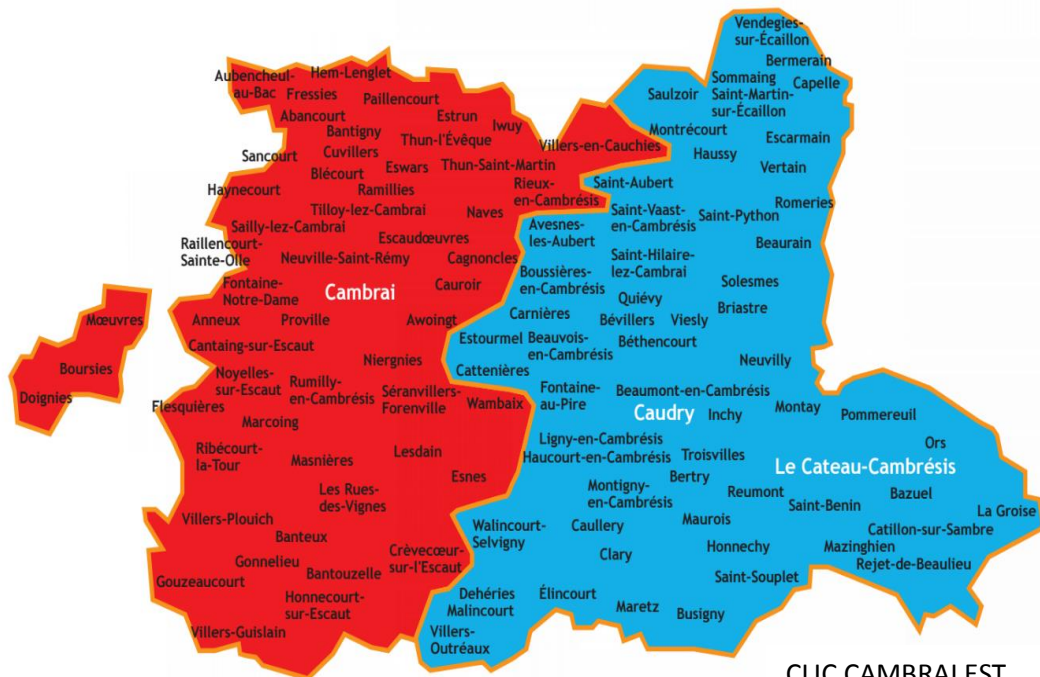 Vendegies-
sur-Écaillon
Bermerain
Aubencheul-
au-Bac
Hem-Lenglet
Sommaing
Capelle
Fressies
Paillencourt
Saulzoir
Saint-Martin-
sur-Écaillon
Abancourt
Estrun
Iwuy
Bantigny
Montrécourt
Escarmain
Thun-l'Évêque
Villers-en-Cauchies
Haussy
Sancourt
Cuvillers
Eswars
Thun-Saint-Martin
Vertain
Blécourt
Haynecourt
Ramillies
Rieux-
en-Cambrésis
Saint-Aubert
Romeries
Tilloy-lez-Cambrai
Naves
Saint-Vaast-
en-Cambrésis
Saint-Python
Sailly-lez-Cambrai
Avesnes-
les-Aubert
Escaudœuvres
Beaurain
Raillencourt-
Sainte-Olle
Neuville-Saint-Rémy
Cagnoncles
Saint-Hilaire-
lez-Cambrai
Boussières-
en-Cambrésis
Fontaine-
Notre-Dame
Cambrai
Cauroir
Solesmes
Quiévy
Briastre
Mœuvres
Anneux
Proville
Awoingt
Carnières
Bévillers
Viesly
Cantaing-sur-Escaut
Estourmel
Beauvois-
en-Cambrésis
Béthencourt
Boursies
Niergnies
Cattenières
Neuvilly
Noyelles-
sur-Escaut
Rumilly-
en-Cambrésis
Séranvillers-
Forenville
Wambaix
Fontaine-
au-Pire
Beaumont-en-Cambrésis
Doignies
Flesquières
Caudry
Inchy
Montay
Pommereuil
Marcoing
Ligny-en-Cambrésis
Ors
Ribécourt-
la-Tour
Masnières
Lesdain
Haucourt-en-Cambrésis
Troisvilles
Le Cateau-Cambrésis
Esnes
Bertry
Les Rues-
des-Vignes
Montigny-
en-Cambrésis
Reumont
Saint-Benin
Bazuel
La Groise
Villers-Plouich
Walincourt-
Selvigny
Caullery
Maurois
Catillon-sur-Sambre
Banteux
Mazinghien
Crèvecœur-
sur-l'Escaut
Clary
Honnechy
Rejet-de-Beaulieu
Gonnelieu
Bantouzelle
Gouzeaucourt
Saint-Souplet
Honnecourt-
sur-Escaut
Dehéries
Élincourt
Malincourt
Maretz
Busigny
Villers-Guislain
Villers-
Outréaux
CLIC CAMBRAI EST